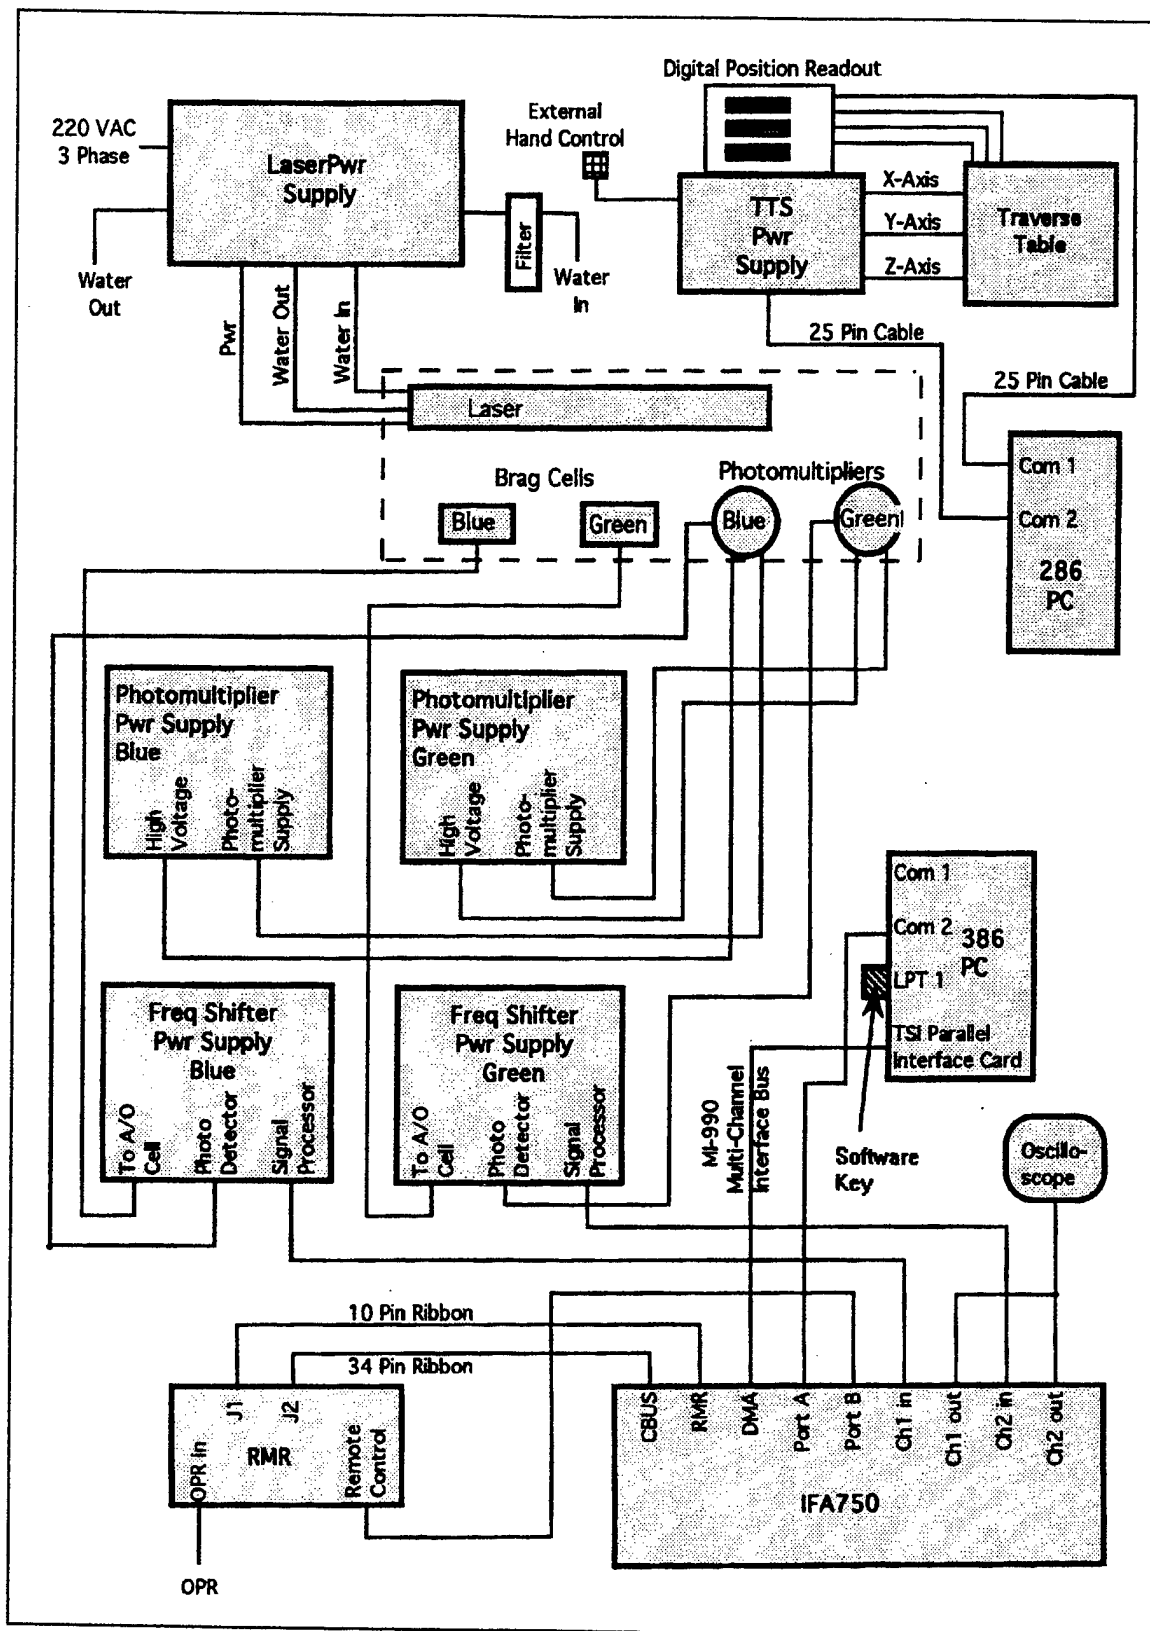 Digital Position Readout
220 VAC
3 Phase
LaserPwr
Supply
External
Hand Control
TTS
Pwr
Supply
X-Axis
Y-Axis
Z-Axis
Traverse
Table
Water
Out
Filter
Water
In
Pwr
Water Out
Water In
25 Pin Cable
25 Pin Cable
Laser
Brag Cells
Photomultipliers
Blue
Green
Blue
Green
Com 1
Com 2
286
PC
Photomultiplier
Pwr Supply
Blue
High
Voltage
Photo-
multiplier
Supply
Photomultiplier
Pwr Supply
Green
High
Voltage
Photo-
multiplier
Supply
Com 1
Com 2
386
PC
LPT 1
TSI Parallel
Interface Card
Freq Shifter
Pwr Supply
Blue
To A/O
Cell
Photo
Detector
Signal
Processor
Freq Shifter
Pwr Supply
Green
To A/O
Cell
Photo
Detector
Signal
Processor
MI-990
Multi-Channel
Interface Bus
Software
Key
Oscillo-
scope
10 Pin Ribbon
34 Pin Ribbon
J1
J2
OPR in
RMR
Remote
Control
OPR
CBUS
RMR
DMA
Port A
Port B
Ch1 in
Ch1 out
Ch2 in
Ch2 out
IFA750